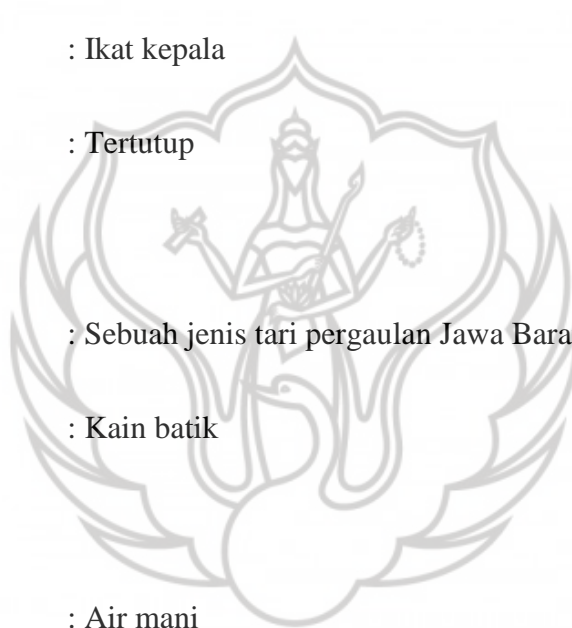 : Ikat kepala
: Tertutup
: Sebuah jenis tari pergaulan Jawa Bara
: Kain batik
: Air mani